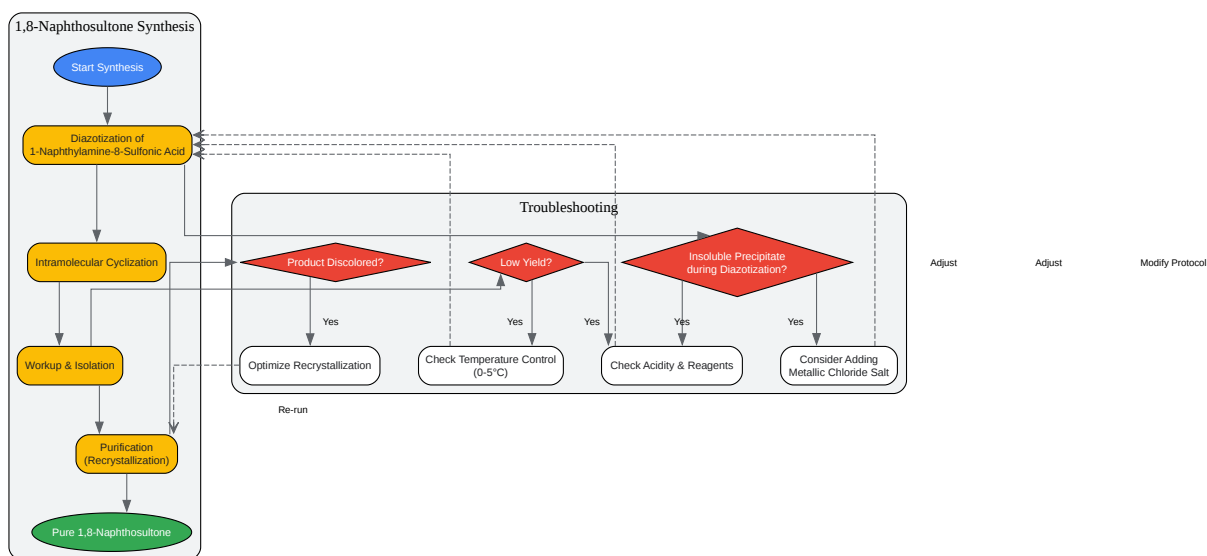 1,8-Naphthosultone Synthesis
Start Synthesis
Diazotization of
1-Naphthylamine-8-Sulfonic Acid
Intramolecular Cyclization
Workup & Isolation
Purification
(Recrystallization)
Pure 1,8-Naphthosultone
Troubleshooting
Product Discolored?
Low Yield?
Insoluble Precipitate
during Diazotization?
Yes
Yes
Yes
Yes
Yes
Optimize Recrystallization
Check Temperature Control
(0-5°C)
Check Acidity & Reagents
Consider Adding
Metallic Chloride Salt
Re-run
Adjust
Adjust
Modify Protocol